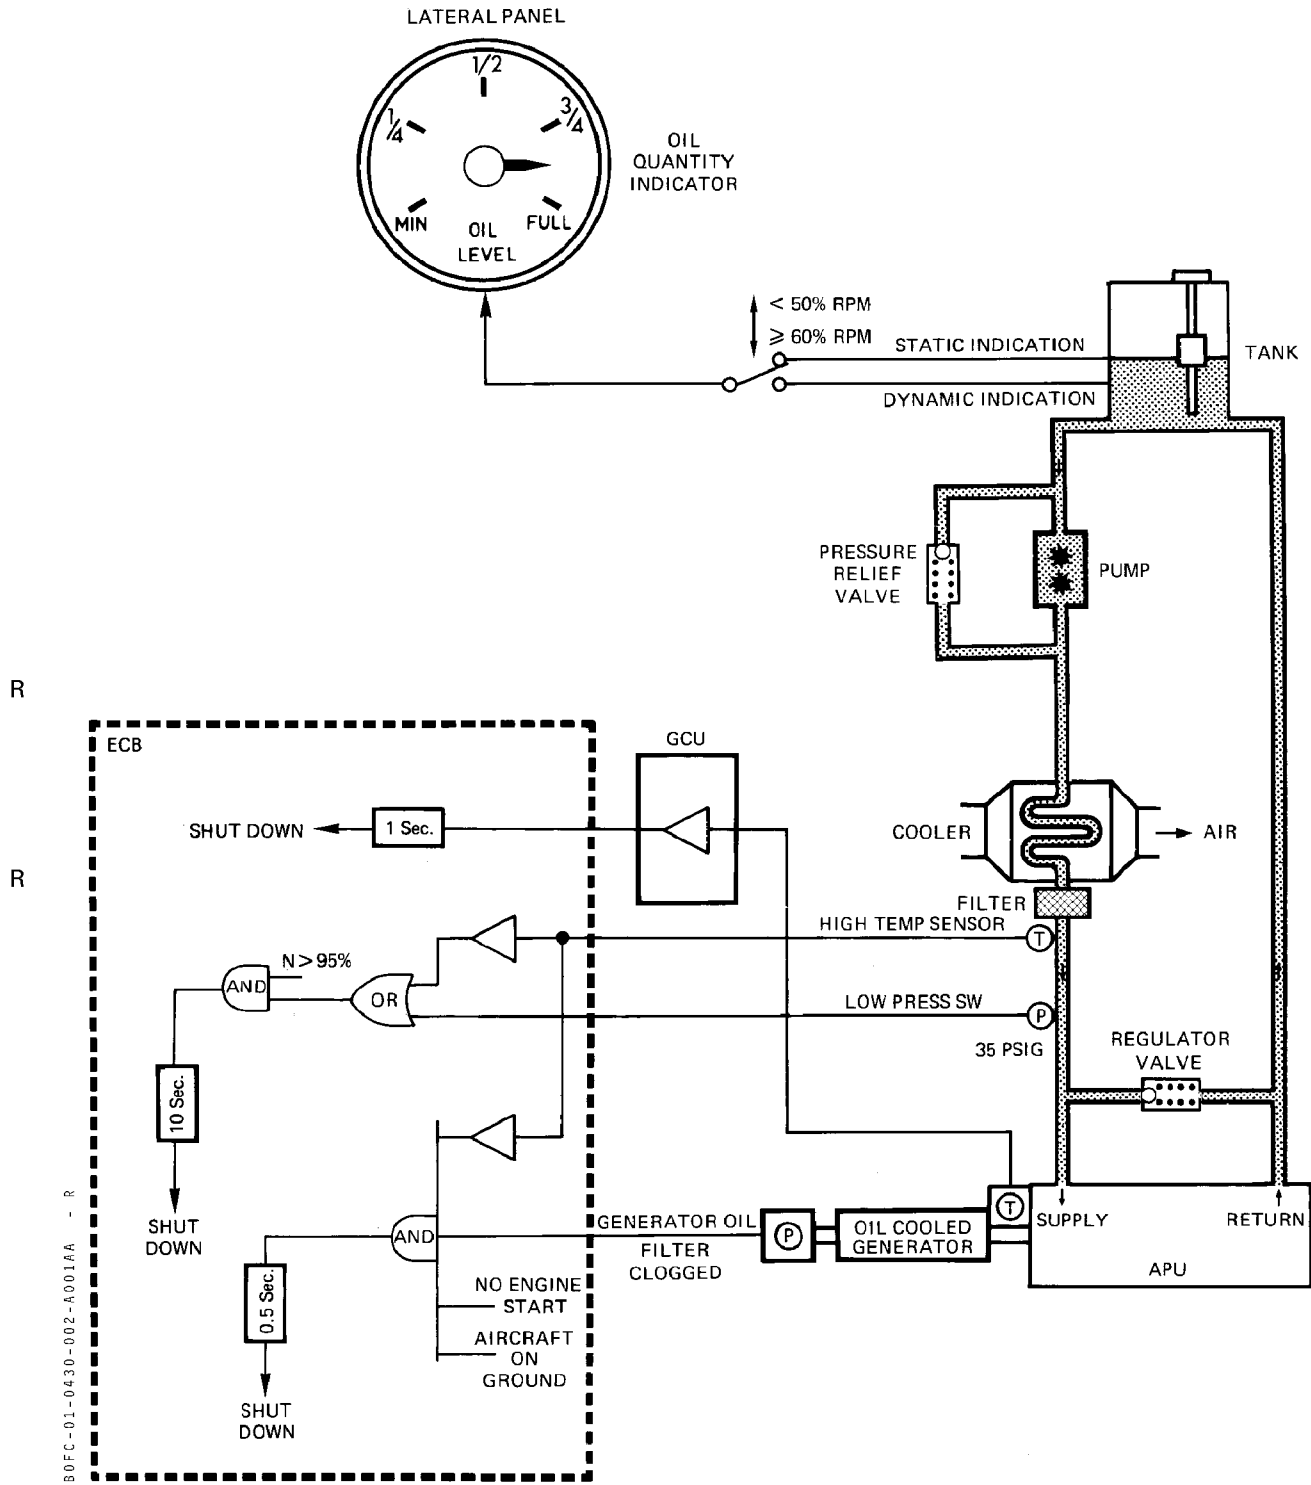 LATERAL PANEL
1/2
1/4
3/4
MIN
FULL
OIL
LEVEL
OIL
QUANTITY
INDICATOR
< 50% RPM
≥ 60% RPM
STATIC INDICATION
DYNAMIC INDICATION
TANK
PRESSURE
RELIEF
VALVE
PUMP
R
R
ECB
GCU
SHUT DOWN
1 Sec.
COOLER
AIR
FILTER
HIGH TEMP SENSOR
T
N > 95%
AND
OR
LOW PRESS SW
P
35 PSIG
REGULATOR
VALVE
10 Sec.
SHUT
DOWN
AND
0.5 Sec.
SHUT
DOWN
GENERATOR OIL
FILTER
CLOGGED
P
OIL COOLED
GENERATOR
T
SUPPLY
RETURN
APU
NO ENGINE
START
AIRCRAFT
ON
GROUND
B0FC-01-0430-002-A001AA - R